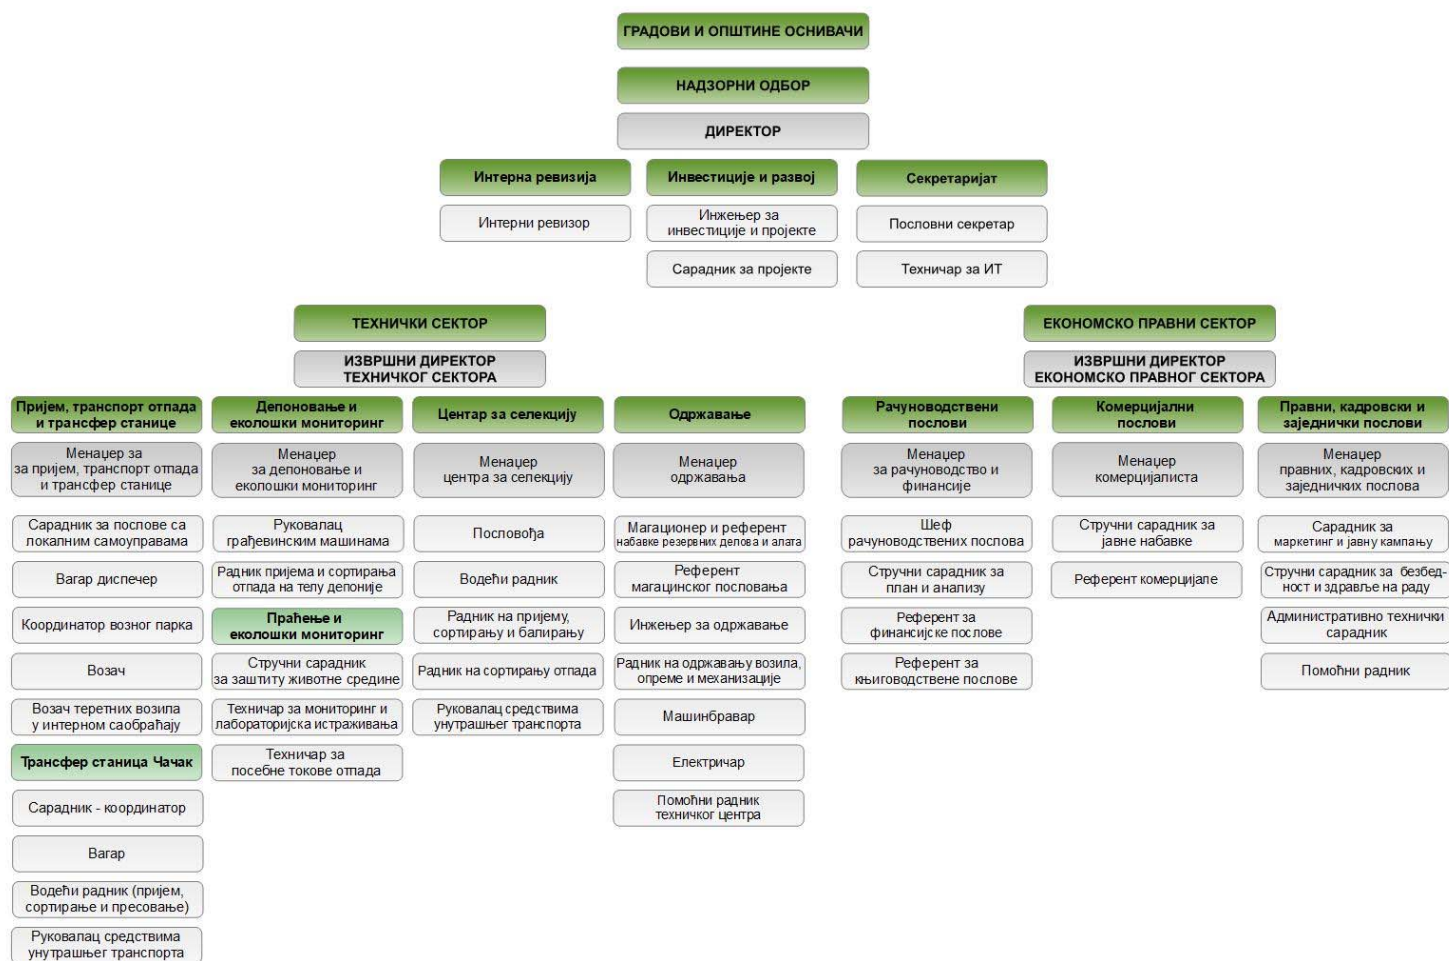 ГРАДОВИ И ОПШТИНЕ ОСНИВАЧИ
НАДЗОРНИ ОДБОР
ДИРЕКТОР
Интерна ревизија
Интерни ревизор
Инвестиције и развој
Инжењер за
инвестиције и пројекте
Сарадник за пројекте
Секретаријат
Пословни секретар
Техничар за ИТ
ТЕХНИЧКИ СЕКТОР
ИЗВРШНИ ДИРЕКТОР
ТЕХНИЧКОГ СЕКТОРА
Пријем, транспорт отпада
и трансфер станице
Менаџер за
за пријем, транспорт отпада
и трансфер станице
Сарадник за послове са
локалним самоуправама
Вагар диспечер
Координатор возног парка
Возач
Возач теретних возила
у интерном саобраћају
Трансфер станица Чачак
Сарадник - координатор
Вагар
Водећи радник (пријем,
сортирање и пресовање)
Руковалац средствима
унутрашњег транспорта
Депоновање и
еколошки мониторинг
Менаџер
за депоновање и
еколошки мониторинг
Руковалац
грађевинским машинама
Радник пријема и сортирања
отпада на телу депоније
Праћење и
еколошки мониторинг
Стручни сарадник
за заштиту животне средине
Техничар за мониторинг и
лабораторијска истраживања
Техничар за
посебне токове отпада
Центар за селекцију
Менаџер
центра за селекцију
Пословођа
Водећи радник
Радник на пријему,
сортирању и балирању
Радник на сортирању отпада
Руковалац средствима
унутрашњег транспорта
Одржавање
Менаџер
одржавања
Магационер и референт
набавке резервних делова и алата
Референт
магацинског пословања
Инжењер за одржавање
Радник на одржавању возила,
опреме и механизације
Машинбравар
Електричар
Помоћни радник
техничког центра
ЕКОНОМСКО ПРАВНИ СЕКТОР
ИЗВРШНИ ДИРЕКТОР
ЕКОНОМСКО ПРАВНОГ СЕКТОРА
Рачуноводствени
послови
Менаџер
за рачуноводство и
финансије
Шеф
рачуноводствених послова
Стручни сарадник за
план и анализу
Референт за
финансијске послове
Референт за
књиговодствене послове
Комерцијални
послови
Менаџер
комерцијалиста
Стручни сарадник за
јавне набавке
Референт комерцијале
Правни, кадровски и
заједнички послови
Менаџер
правних, кадровских и
заједничких послова
Сарадник за
маркетинг и јавну кампању
Стручни сарадник за безбед-
ност и здравље на раду
Административно технички
сарадник
Помоћни радник